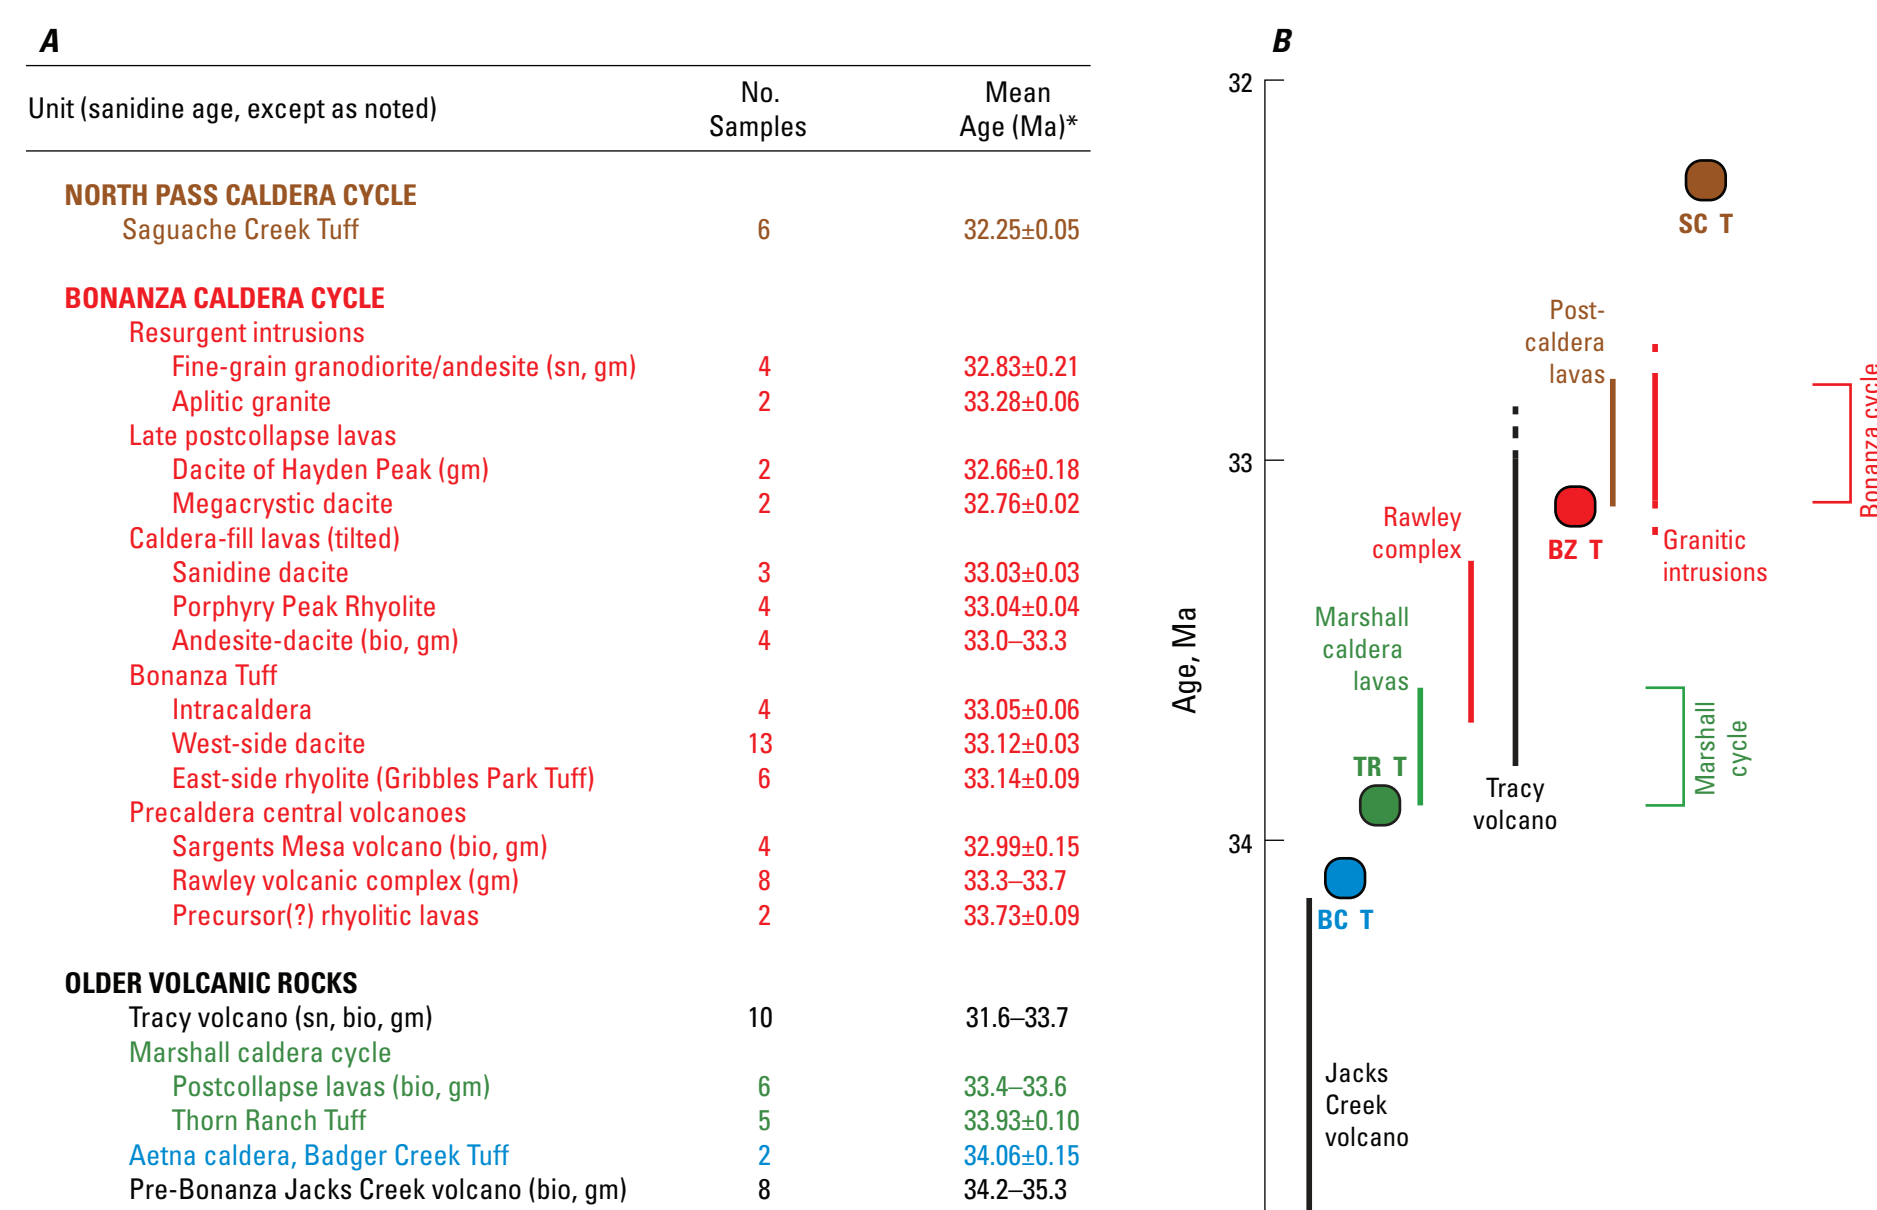 A
Unit (sanidine age, except as noted) No. Samples Mean Age (Ma)*
NORTH PASS CALDERA CYCLE
Saguache Creek Tuff 6 32.25±0.05
BONANZA CALDERA CYCLE
Resurgent intrusions
Fine-grain granodiorite/andesite (sn, gm) 4 32.83±0.21
Aplitic granite 2 33.28±0.06
Late postcollapse lavas
Dacite of Hayden Peak (gm) 2 32.66±0.18
Megacrystic dacite 2 32.76±0.02
Caldera-fill lavas (tilted)
Sanidine dacite 3 33.03±0.03
Porphyry Peak Rhyolite 4 33.04±0.04
Andesite-dacite (bio, gm) 4 33.0–33.3
Bonanza Tuff
Intracaldera 4 33.05±0.06
West-side dacite 13 33.12±0.03
East-side rhyolite (Gribbles Park Tuff) 6 33.14±0.09
Precaldera central volcanoes
Sargents Mesa volcano (bio, gm) 4 32.99±0.15
Rawley volcanic complex (gm) 8 33.3–33.7
Precursor(?) rhyolitic lavas 2 33.73±0.09
OLDER VOLCANIC ROCKS
Tracy volcano (sn, bio, gm) 10 31.6–33.7
Marshall caldera cycle
Postcollapse lavas (bio, gm) 6 33.4–33.6
Thorn Ranch Tuff 5 33.93±0.10
Aetna caldera, Badger Creek Tuff 2 34.06±0.15
Pre-Bonanza Jacks Creek volcano (bio, gm) 8 34.2–35.3
B
32
33
34
Age, Ma
SC T
Post-
caldera
lavas
Bonanza cycle
Rawley
complex
BZ T
Granitic
intrusions
Marshall
caldera
lavas
Marshall
cycle
TR T
Tracy
volcano
BC T
Jacks
Creek
volcano